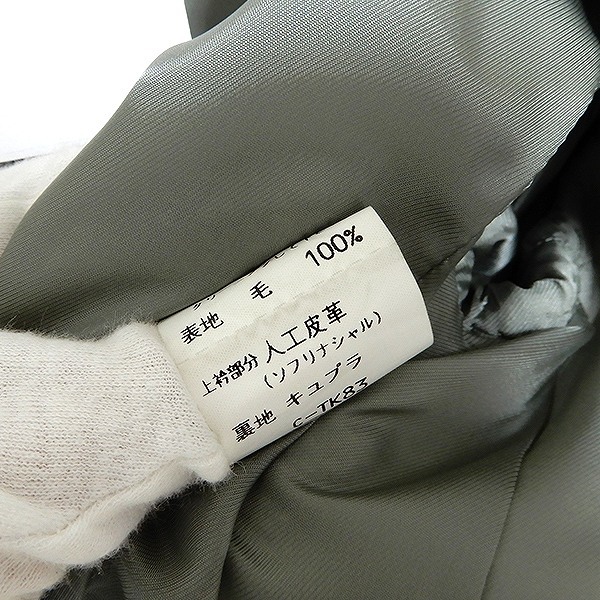 表地 毛 100%
上衿部分 人工皮革
(ソフリナシャル)
裏地 キュプラ
C-TK83